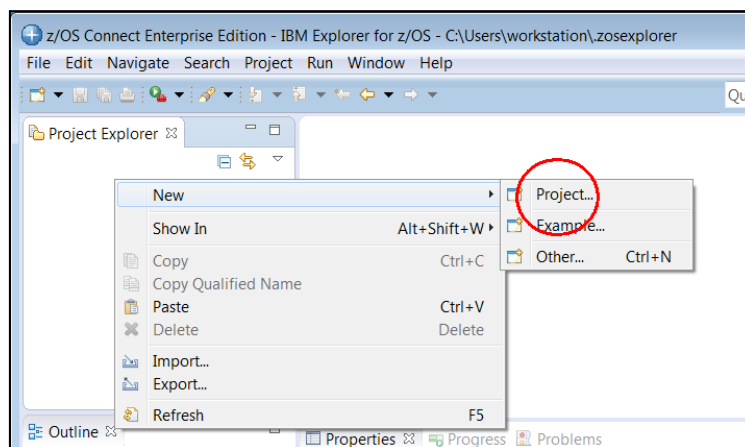 z/OS Connect Enterprise Edition - IBM Explorer for z/OS - C:\Users\workstation\.zosexplorer
File Edit Navigate Search Project Run Window Help
Project Explorer
New
Project...
Show In Alt+Shift+W
Example...
Copy Ctrl+C
Other... Ctrl+N
Copy Qualified Name
Paste Ctrl+V
Delete Delete
Import...
Export...
Refresh F5
Outline
Properties Progress Problems